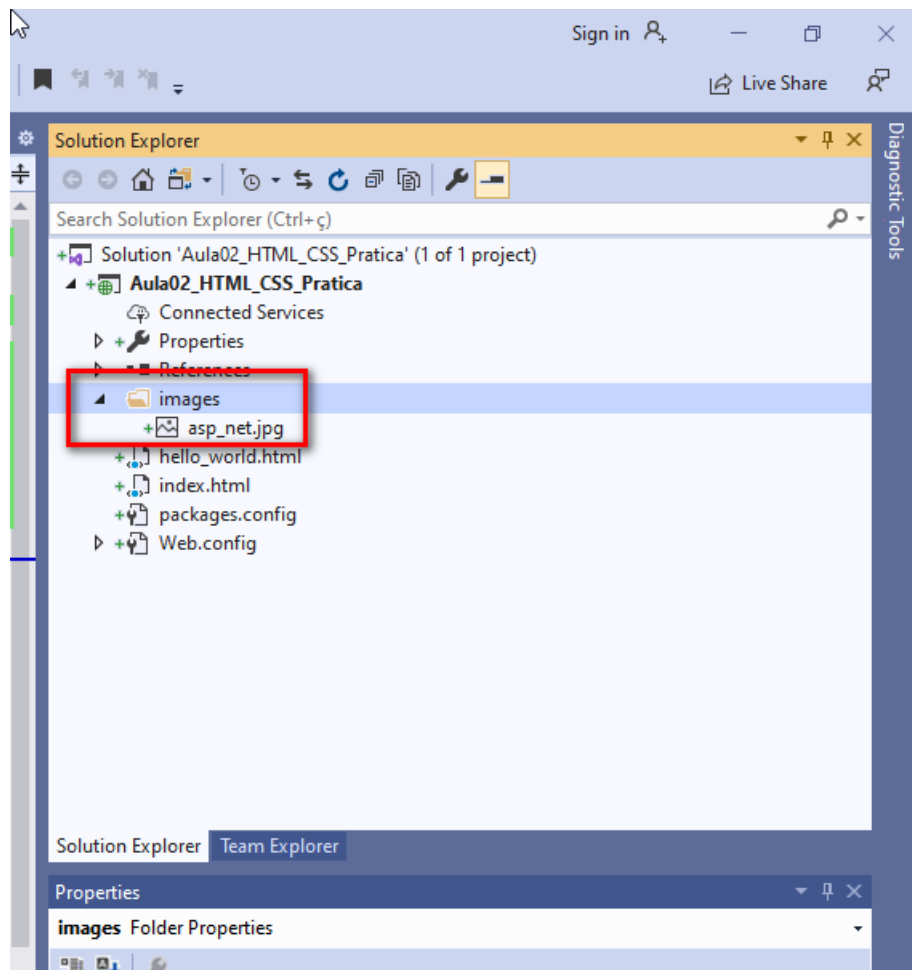 Sign in
Live Share
Solution Explorer
Search Solution Explorer (Ctrl+ç)
Solution 'Aula02_HTML_CSS_Pratica' (1 of 1 project)
Aula02_HTML_CSS_Pratica
Connected Services
Properties
References
images
asp_net.jpg
hello_world.html
index.html
packages.config
Web.config
Solution Explorer Team Explorer
Properties
images Folder Properties
Diagnostic Tools